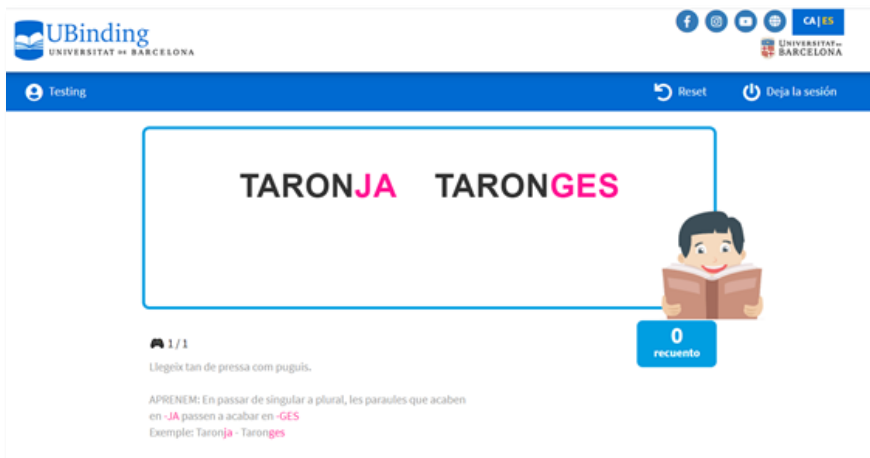 UBinding
UNIVERSITAT DE BARCELONA
CA|ES
UNIVERSITAT DE
BARCELONA
Testing
Reset
Deja la sesión
TARONJA TARONGES
1/1
0
recuento
Llegeix tan de pressa com puguis.
APRENEM: En passar de singular a plural, les paraules que acaben
en -JA passen a acabar en -GES
Exemple: Taronja - Taronges